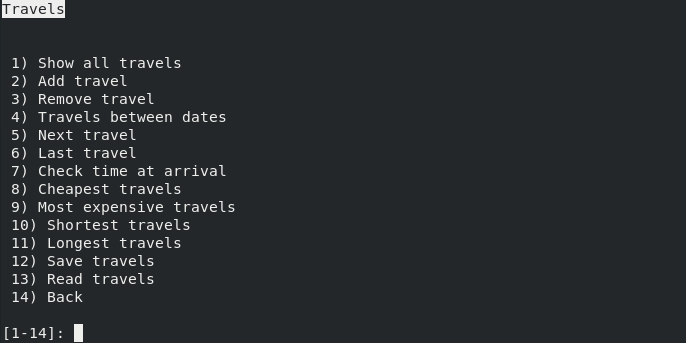 Travels
1) Show all travels
2) Add travel
3) Remove travel
4) Travels between dates
5) Next travel
6) Last travel
7) Check time at arrival
8) Cheapest travels
9) Most expensive travels
10) Shortest travels
11) Longest travels
12) Save travels
13) Read travels
14) Back
[1-14]: